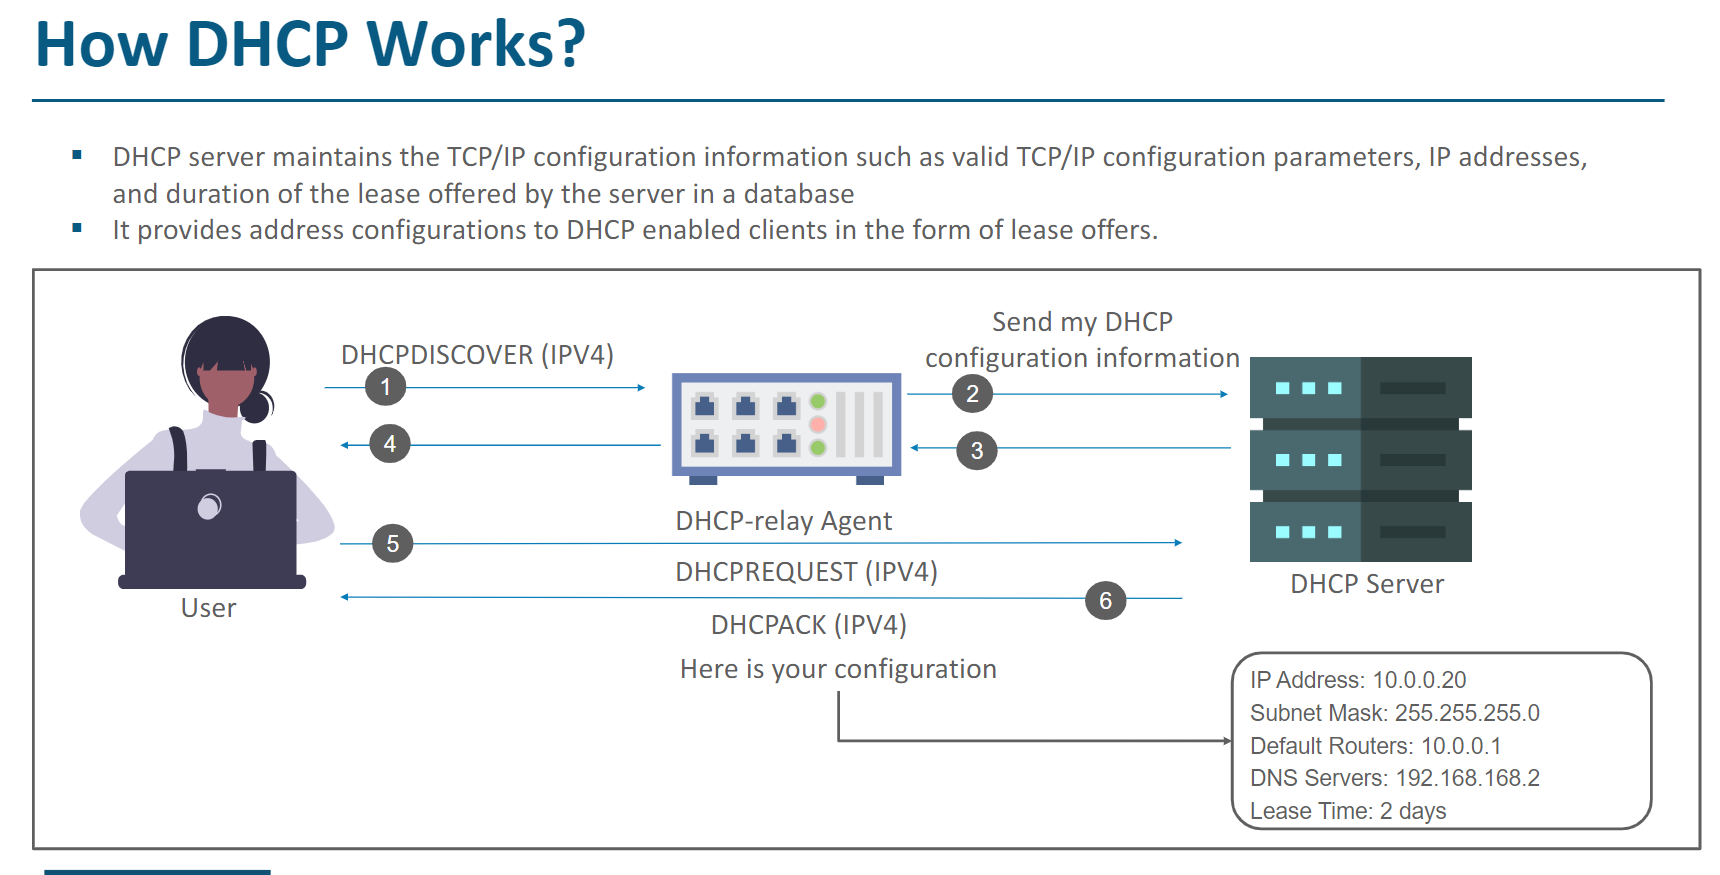 How DHCP Works?
▪ DHCP server maintains the TCP/IP configuration information such as valid TCP/IP configuration parameters, IP addresses,
and duration of the lease offered by the server in a database
▪ It provides address configurations to DHCP enabled clients in the form of lease offers.
Send my DHCP
configuration information
DHCPDISCOVER (IPV4)
1
2
4
3
DHCP-relay Agent
5
DHCPREQUEST (IPV4)
DHCP Server
6
User
DHCPACK (IPV4)
Here is your configuration
IP Address: 10.0.0.20
Subnet Mask: 255.255.255.0
Default Routers: 10.0.0.1
DNS Servers: 192.168.168.2
Lease Time: 2 days